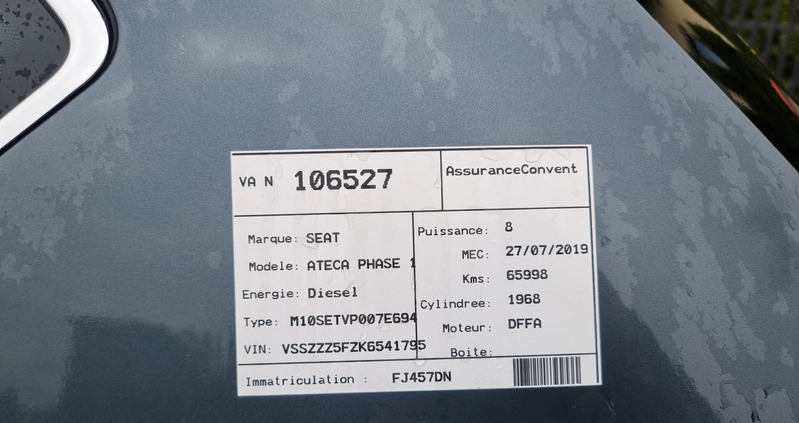 VA N 106527
AssuranceConvent
Marque: SEAT
Modele: ATECA PHASE 1
Energie: Diesel
Type: M10SETVP007E694
VIN: VSSZZZ5FZK6541795
Puissance: 8
MEC: 27/07/2019
Kms: 65998
Cylindree: 1968
Moteur: DFFA
Boite:
Immatriculation : FJ457DN